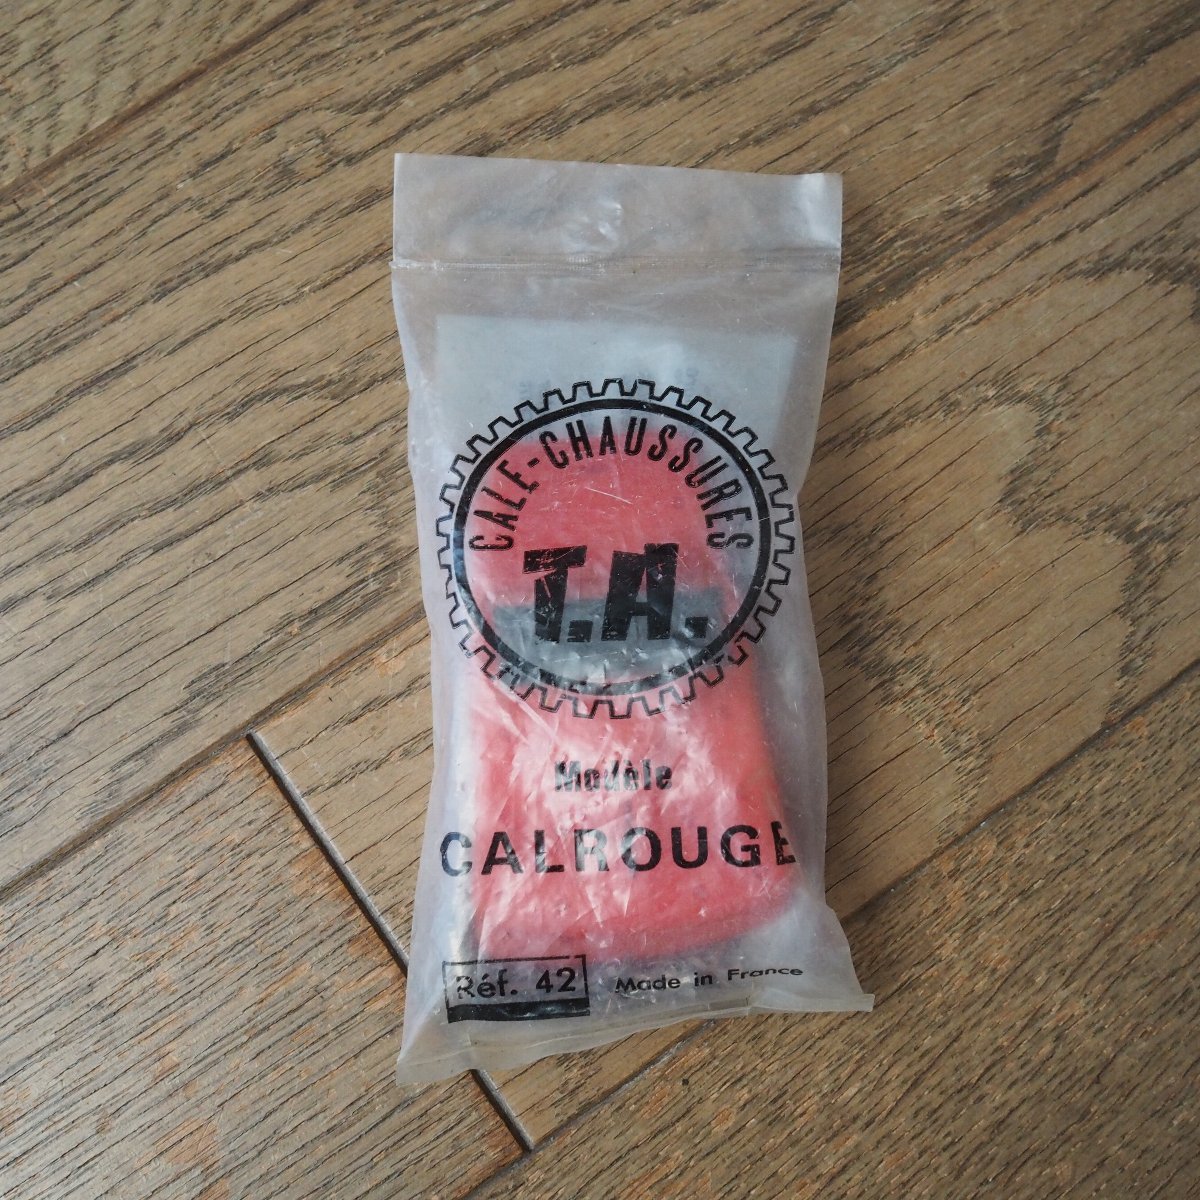 CALE-CHAUSSURES
T.A.
Modèle
CALROUGE
Réf. 42
Made in France